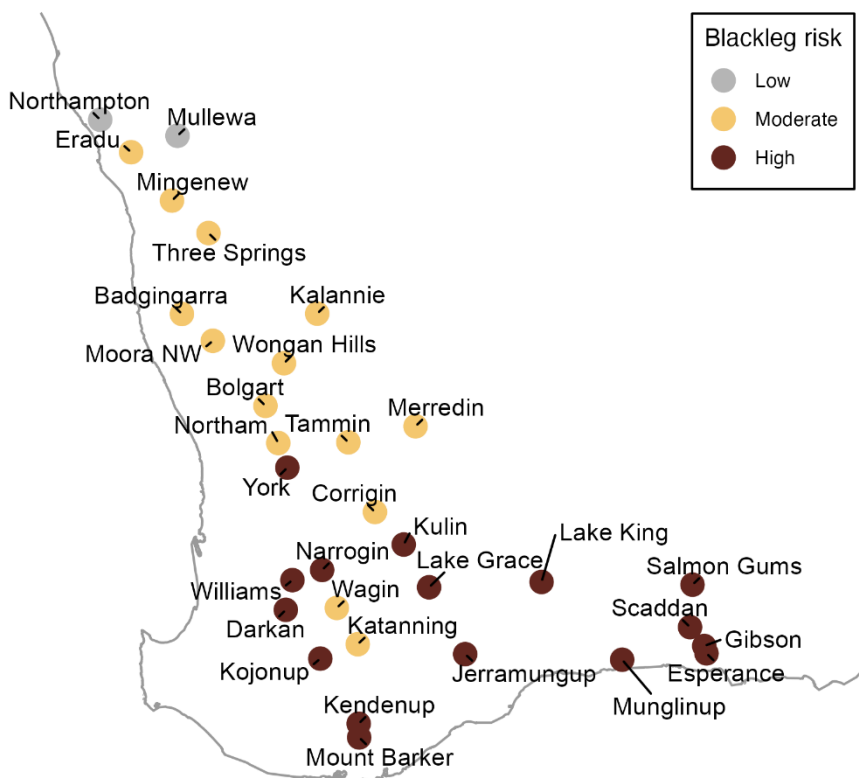 Blackleg risk
Low
Moderate
High
Northampton
Mullewa
Eradu
Mingenew
Three Springs
Badgingarra
Kalannie
Moora NW
Wongan Hills
Bolgart
Merredin
Northam
Tammin
York
Corrigin
Kulin
Lake King
Narrogin
Lake Grace
Salmon Gums
Williams
Wagin
Scaddan
Darkan
Katanning
Gibson
Kojonup
Jerramungup
Esperance
Kendenup
Munglinup
Mount Barker